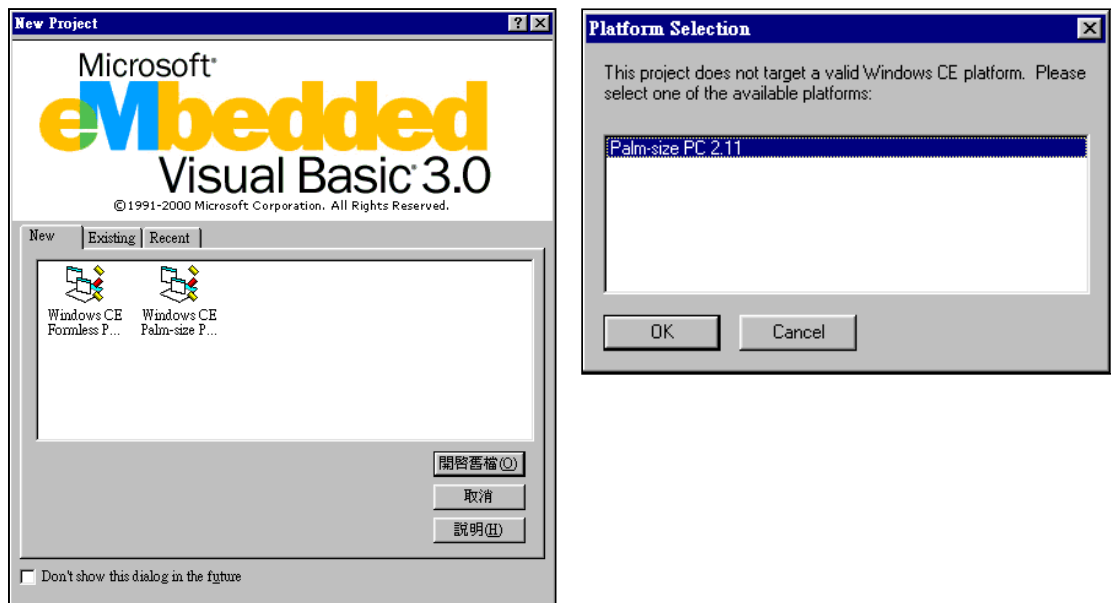 New Project
Microsoft®
eMbedded
Visual Basic® 3.0
©1991-2000 Microsoft Corporation. All Rights Reserved.
New
Existing
Recent
Windows CE
Formless P...
Windows CE
Palm-size P...
開啓舊檔(O)
取消
說明(H)
Don't show this dialog in the future
Platform Selection
This project does not target a valid Windows CE platform.  Please
select one of the available platforms:
Palm-size PC 2.11
OK
Cancel